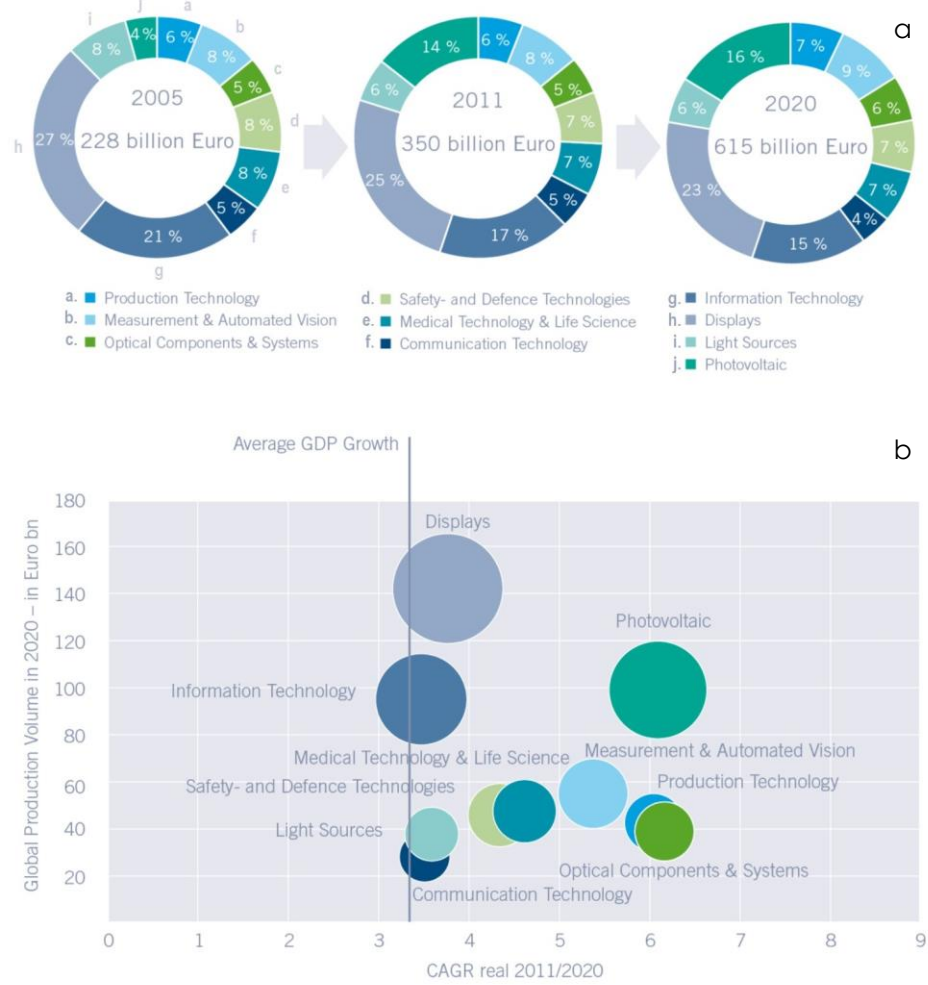 a
a
b
c
d
e
f
g
h
i
j
6 %
8 %
5 %
8 %
8 %
5 %
21 %
27 %
8 %
4%
2005
228 billion Euro
6 %
8 %
5 %
7 %
7 %
5 %
17 %
25 %
6 %
14 %
2011
350 billion Euro
7 %
9 %
6 %
7 %
7 %
4%
15 %
23 %
6 %
16 %
2020
615 billion Euro
a. Production Technology
b. Measurement & Automated Vision
c. Optical Components & Systems
d. Safety- and Defence Technologies
e. Medical Technology & Life Science
f. Communication Technology
g. Information Technology
h. Displays
i. Light Sources
j. Photovoltaic
b
Average GDP Growth
Global Production Volume in 2020 – in Euro bn
180
160
140
120
100
80
60
40
20
Displays
Photovoltaic
Information Technology
Medical Technology & Life Science
Measurement & Automated Vision
Safety- and Defence Technologies
Production Technology
Light Sources
Optical Components & Systems
Communication Technology
0 1 2 3 4 5 6 7 8 9
CAGR real 2011/2020